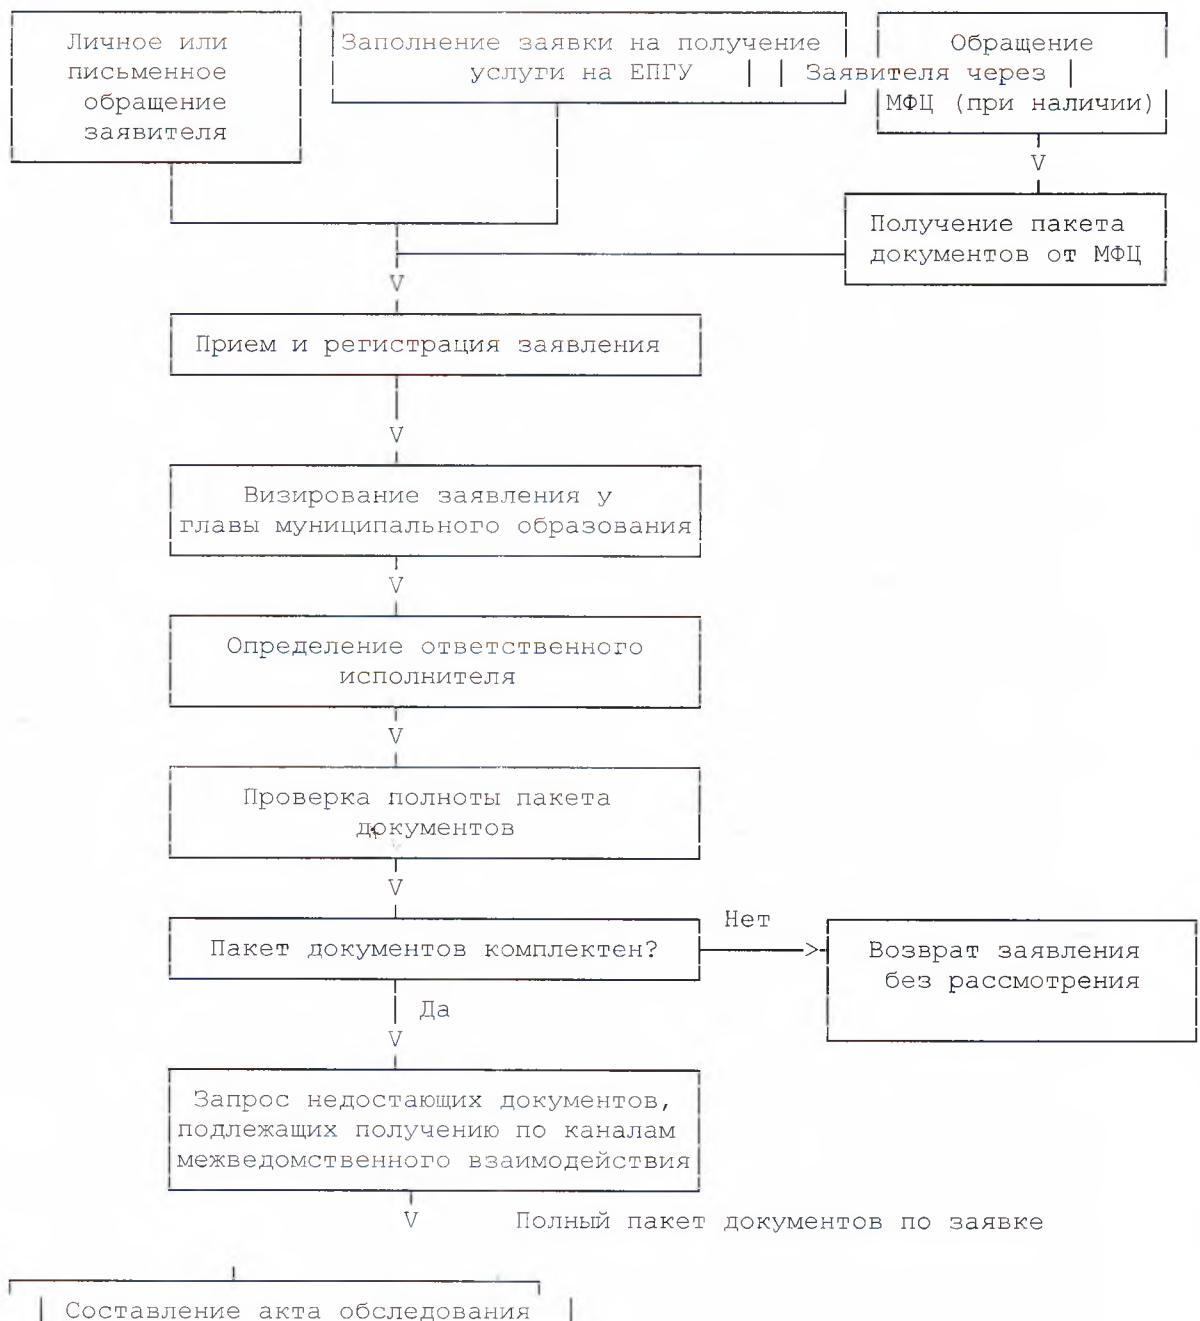 Личное или
письменное
обращение
заявителя
Заполнение заявки на получение
услуги на ЕПГУ
Обращение
Заявителя через
МФЦ (при наличии)
V
Получение пакета
документов от МФЦ
V
Прием и регистрация заявления
V
Визирование заявления у
главы муниципального образования
V
Определение ответственного
исполнителя
V
Проверка полноты пакета
документов
V
Пакет документов комплектен?
Нет
>
Возврат заявления
без рассмотрения
Да
V
Запрос недостающих документов,
подлежащих получению по каналам
межведомственного взаимодействия
V Полный пакет документов по заявке
Составление акта обследования